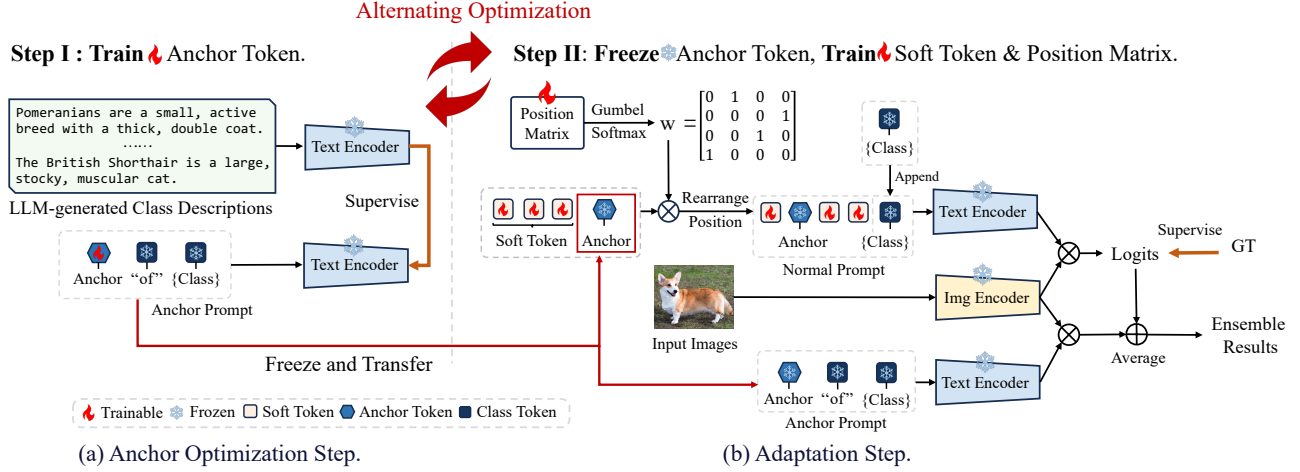 Alternating Optimization
Step I : Train Anchor Token.
Pomeranians are a small, active
breed with a thick, double coat.
......
The British Shorthair is a large,
stocky, muscular cat.
LLM-generated Class Descriptions
Text Encoder
Supervise
Text Encoder
Anchor "of" {Class}
Anchor Prompt
Freeze and Transfer
Trainable Frozen Soft Token Anchor Token Class Token
(a) Anchor Optimization Step.
Step II: Freeze Anchor Token, Train Soft Token & Position Matrix.
Position
Matrix
Gumbel
Softmax
w =
0 1 0 0
0 0 0 1
0 0 1 0
1 0 0 0
{Class}
Append
Soft Token
Anchor
Rearrange
Position
Anchor
{Class}
Normal Prompt
Text Encoder
Input Images
Img Encoder
Logits
Supervise
GT
Average
Ensemble
Results
Anchor "of" {Class}
Anchor Prompt
Text Encoder
(b) Adaptation Step.